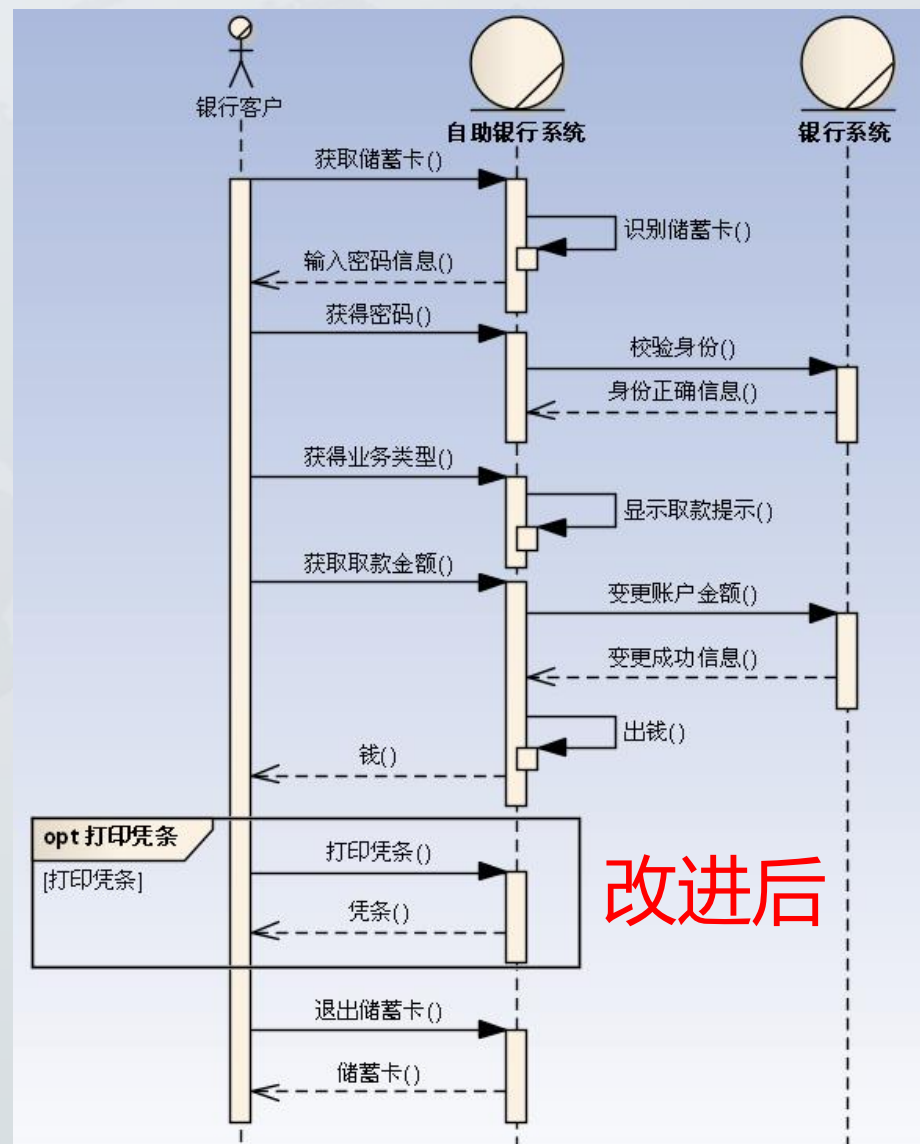 银行客户
自助银行系统
银行系统
获取储蓄卡()
识别储蓄卡()
输入密码信息()
获得密码()
校验身份()
身份正确信息()
获得业务类型()
显示取款提示()
获取取款金额()
变更账户金额()
变更成功信息()
出钱()
钱()
opt 打印凭条
[打印凭条]
打印凭条()
凭条()
改进后
退出储蓄卡()
储蓄卡()